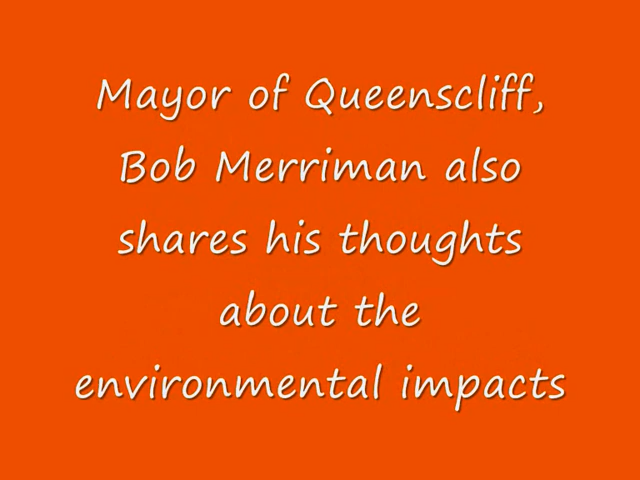 Mayor of Queenscliff,
Bob Merriman also
shares his thoughts
about the
environmental impacts